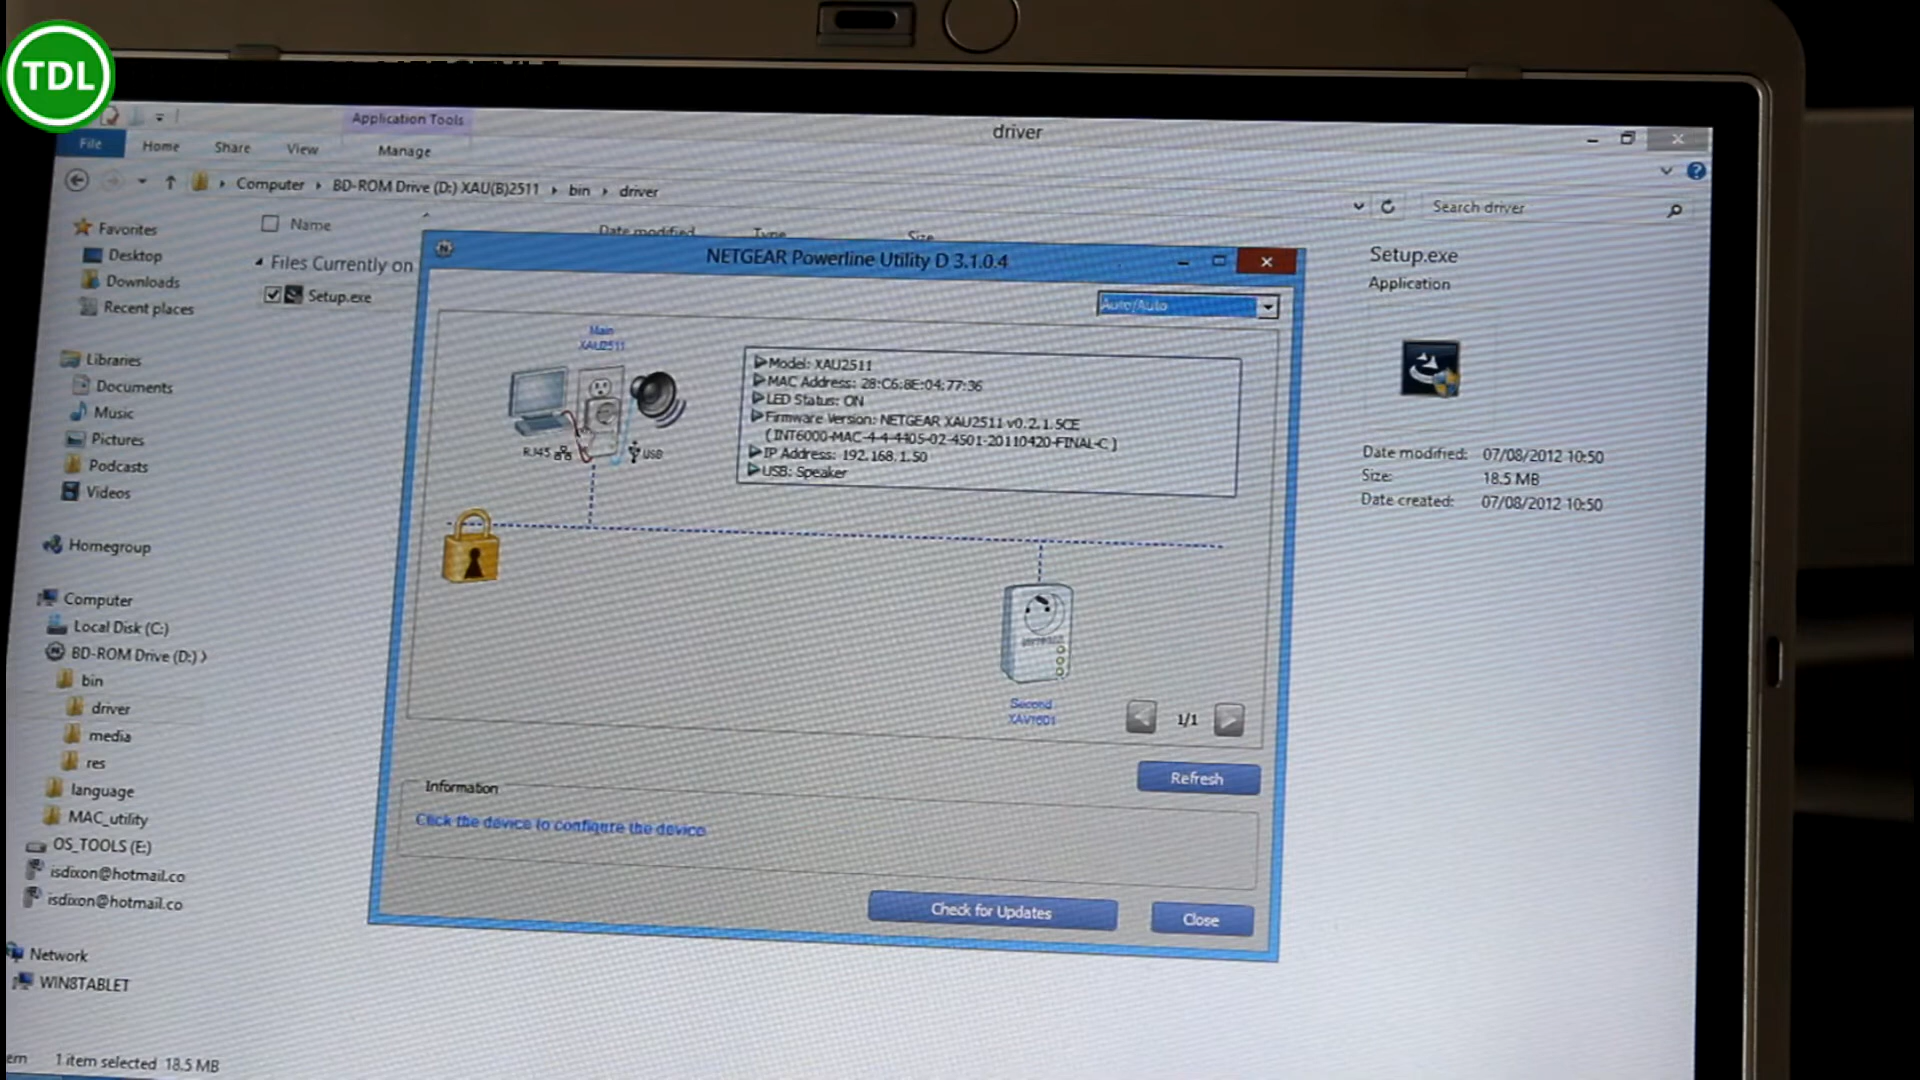 TDL
Application Tools
driver
File Home Share View Manage
Computer BD-ROM Drive (D:) XAU(B)2511 bin driver
Search driver
Name Date modified Type Size
Files Currently on
Setup.exe
Favorites
Desktop
Downloads
Recent places
Libraries
Documents
Music
Pictures
Podcasts
Videos
Homegroup
Computer
Local Disk (C:)
BD-ROM Drive (D:)
bin
driver
media
res
language
MAC_utility
OS_TOOLS (E:)
isdixon@hotmail.co
isdixon@hotmail.co
Network
WIN8TABLET
1 item selected 18.5 MB
NETGEAR Powerline Utility D 3.1.0.4
Auto/Auto
Main
XAU2511
RJ45
USB
Model: XAU2511
MAC Address: 28:C6:8E:04:77:36
LED Status: ON
Firmware Version: NETGEAR XAU2511 v0.2.1.5CE
( INT6000-MAC-4-4-4405-02-4501-20110420-FINAL-C )
IP Address: 192.168.1.50
USB: Speaker
Second
XAV1601
1/1
Refresh
Information
Click the device to configure the device
Check for Updates
Close
Setup.exe
Application
Date modified: 07/08/2012 10:50
Size: 18.5 MB
Date created: 07/08/2012 10:50